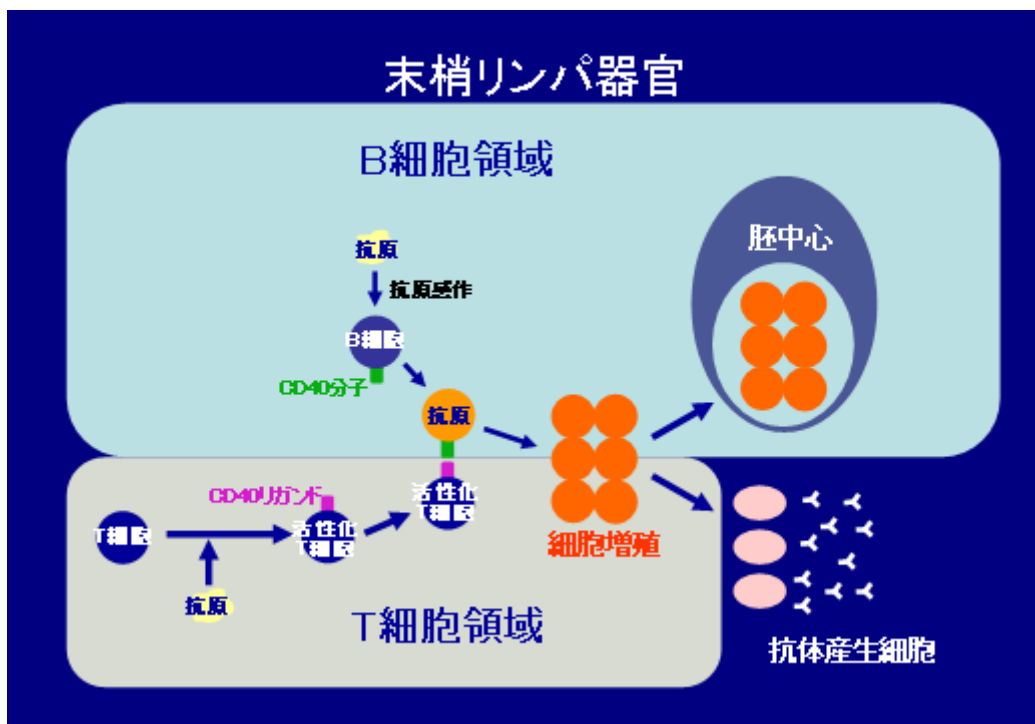 末梢リンパ器官
B細胞領域
抗原
抗原感作
B細胞
CD40分子
抗原
胚中心
CD40リガンド
活性化
T細胞
T細胞
活性化
T細胞
抗原
細胞増殖
T細胞領域
抗体産生細胞